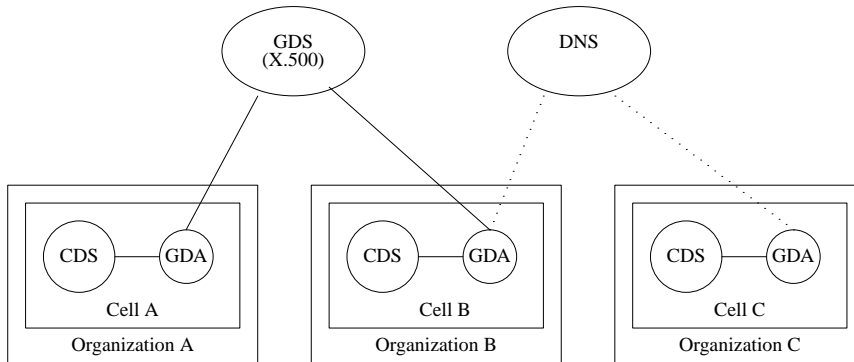 GDS
(X.500)
DNS
CDS
GDA
CDS
GDA
CDS
GDA
Cell A
Cell B
Cell C
Organization A
Organization B
Organization C